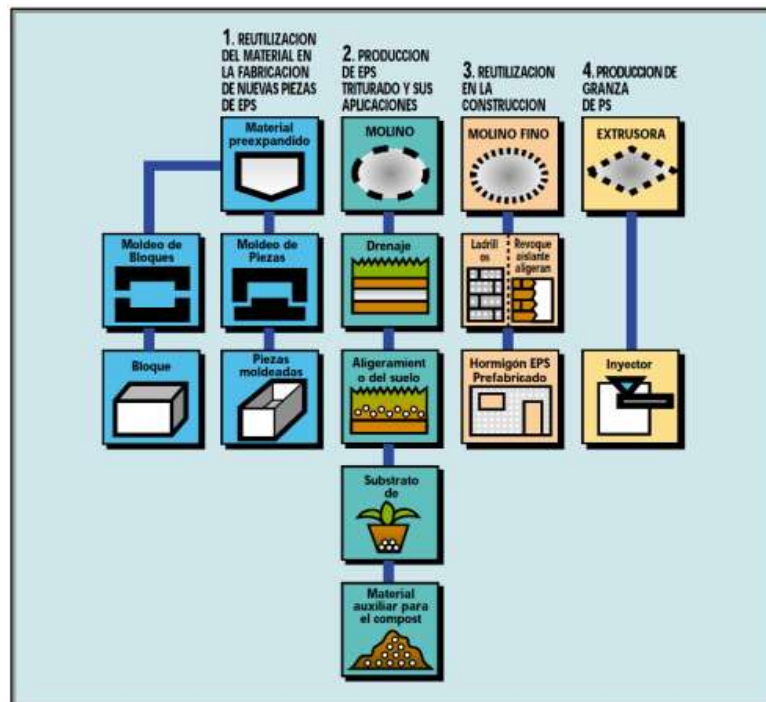 1. REUTILIZACION
DEL MATERIAL EN
LA FABRICACION
DE NUEVAS PIEZAS
DE EPS
2. PRODUCCION
DE EPS
TRITURADO Y SUS
APLICACIONES
3. REUTILIZACION
EN LA
CONSTRUCCION
4. PRODUCCION DE
GRANZA
DE PS
Material
preexpandido
MOLINO
MOLINO FINO
EXTRUSORA
Moldeo de
Bloques
Moldeo de
Piezas
Drenaje
Ladrill
os
Revoque
aislante
aligeran
Bloque
Piezas
moldeadas
Aligeramient
o del suelo
Hormigón EPS
Prefabricado
Inyector
Substrato
de
Material
auxiliar para
el compost